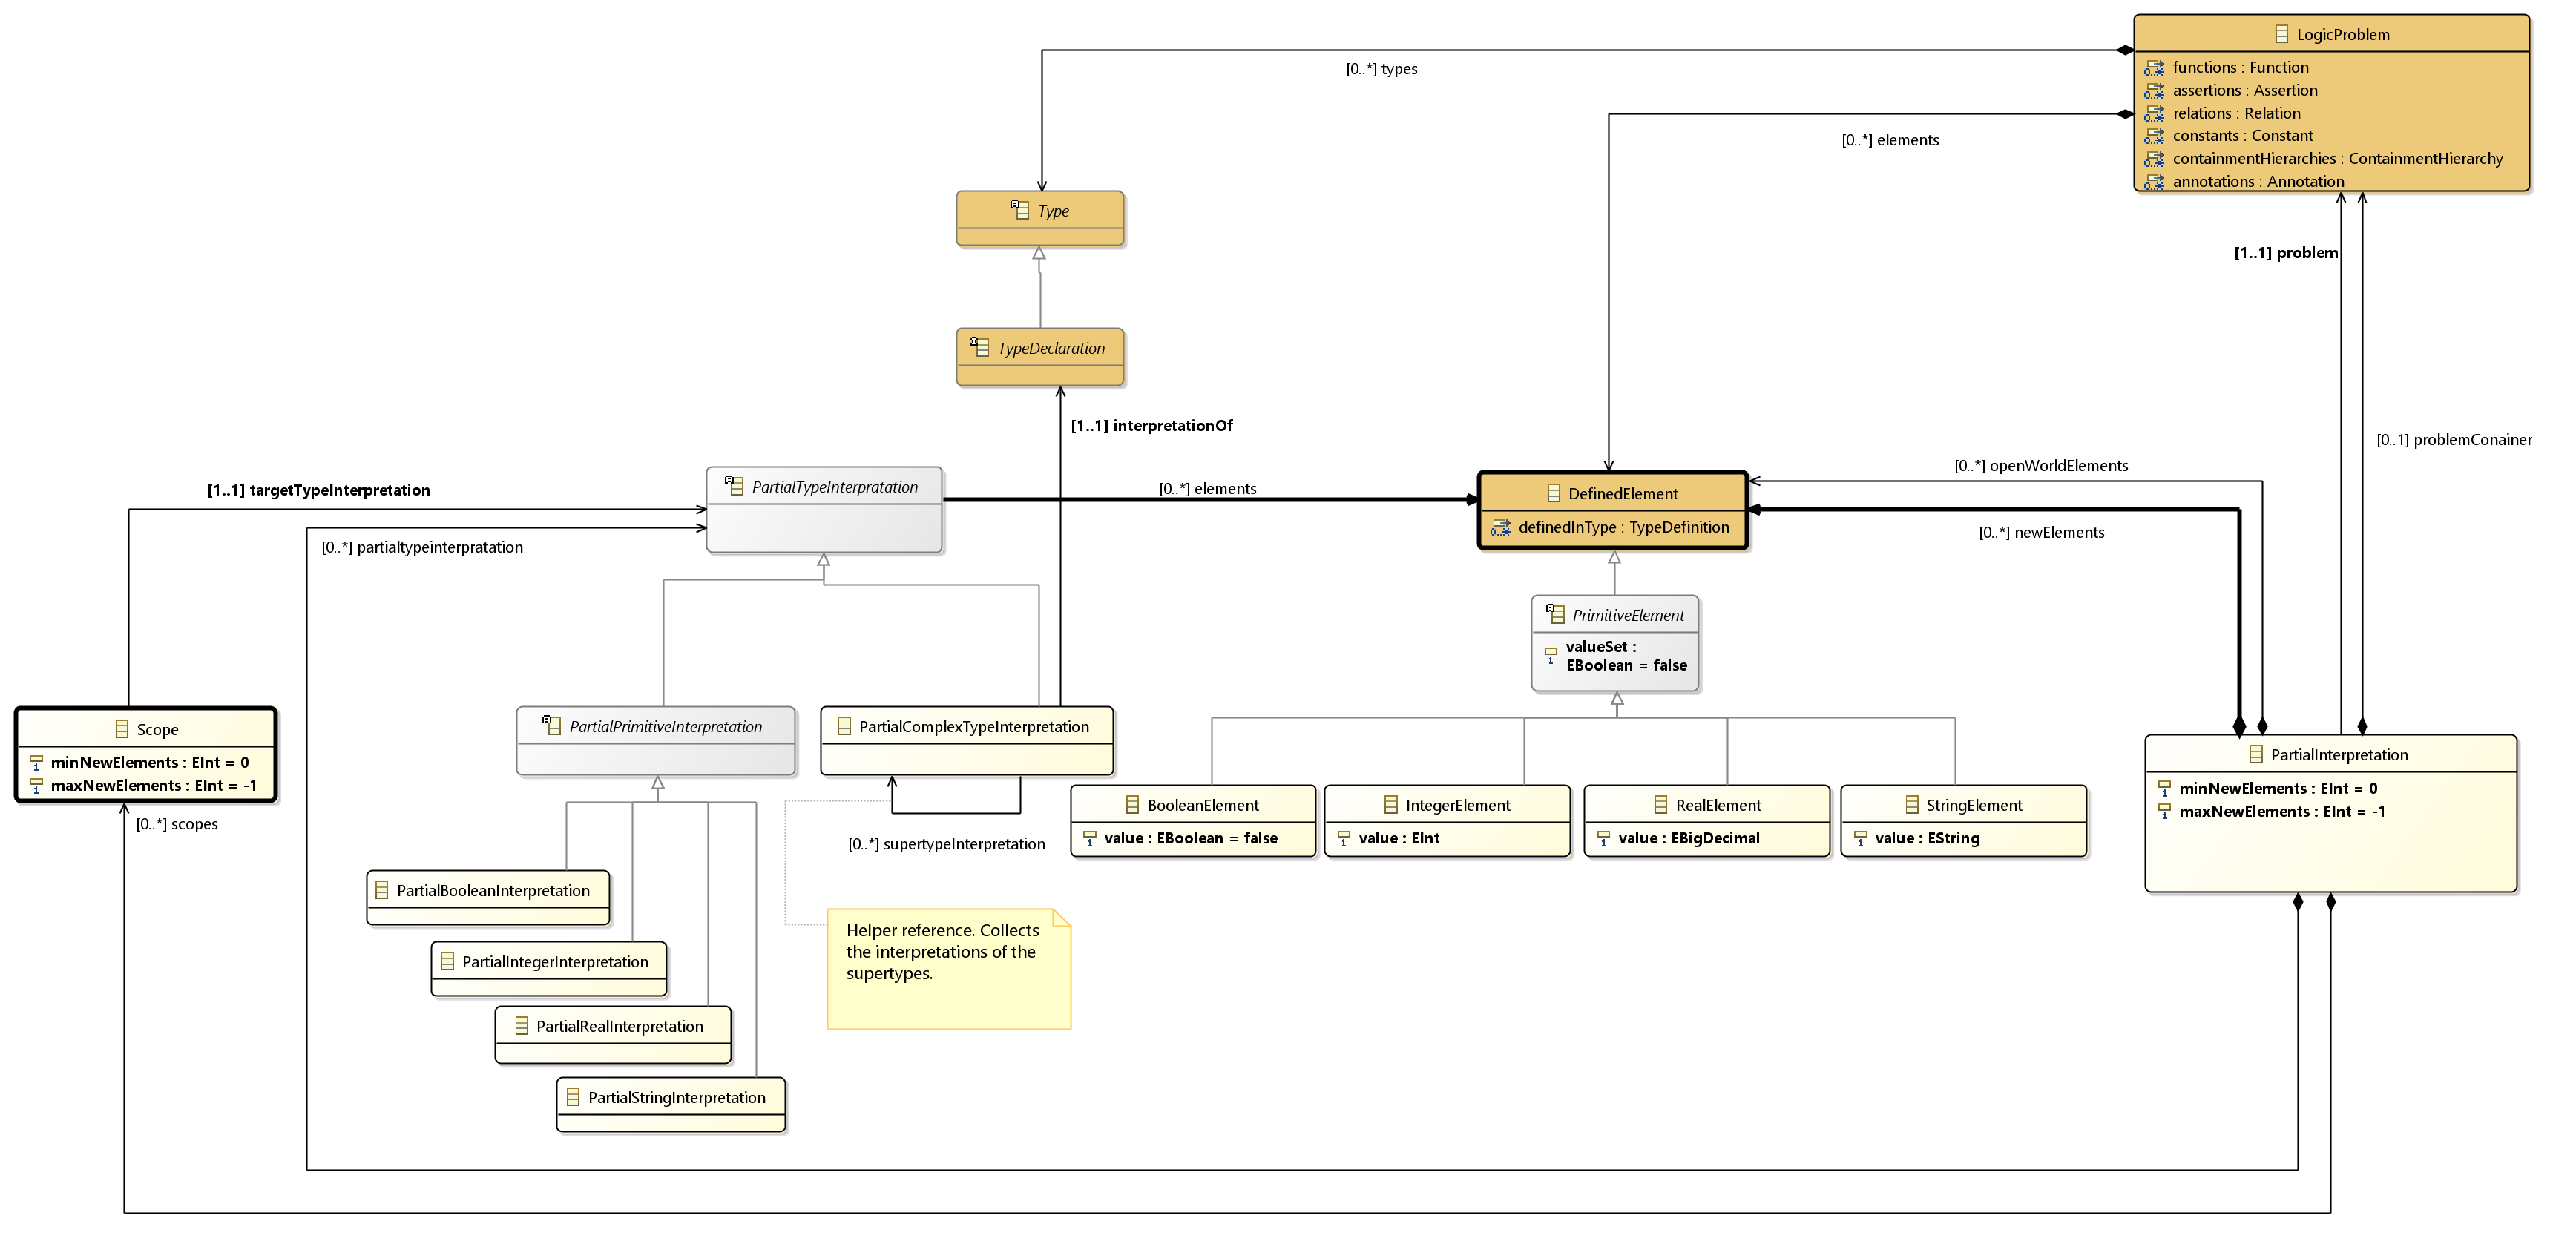 LogicProblem
functions : Function
assertions : Assertion
relations : Relation
constants : Constant
containmentHierarchies : ContainmentHierarchy
annotations : Annotation
[0..*] types
[0..*] elements
Type
[1..1] problem
TypeDeclaration
[1..1] interpretationOf
[0..1] problemConainer
[0..*] openWorldElements
[1..1] targetTypeInterpretation
PartialTypeInterpratation
[0..*] elements
DefinedElement
definedInType : TypeDefinition
[0..*] newElements
[0..*] partialtypeinterpratation
PrimitiveElement
valueSet :
EBoolean = false
Scope
minNewElements : EInt = 0
maxNewElements : EInt = -1
PartialPrimitiveInterpretation
PartialComplexTypeInterpretation
PartialInterpretation
minNewElements : EInt = 0
maxNewElements : EInt = -1
BooleanElement
value : EBoolean = false
IntegerElement
value : EInt
RealElement
value : EBigDecimal
StringElement
value : EString
[0..*] scopes
[0..*] supertypeInterpretation
PartialBooleanInterpretation
PartialIntegerInterpretation
PartialRealInterpretation
PartialStringInterpretation
Helper reference. Collects
the interpretations of the
supertypes.